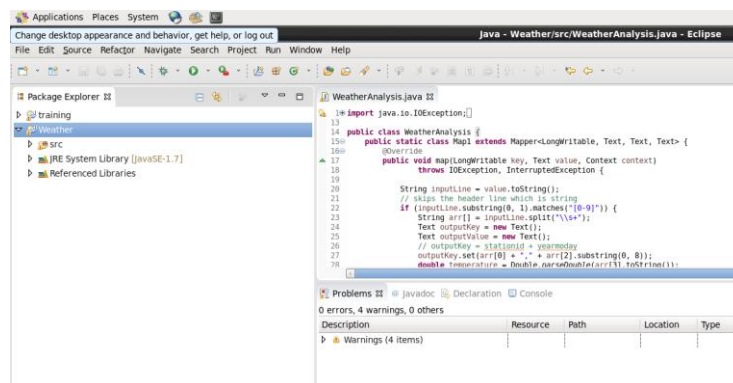 Applications Places System
Change desktop appearance and behavior, get help, or log out
Java - Weather/src/WeatherAnalysis.java - Eclipse
File Edit Source Refactor Navigate Search Project Run Window Help
Package Explorer
training
Weather
src
JRE System Library [JavaSE-1.7]
Referenced Libraries
WeatherAnalysis.java
1 import java.io.IOException;
13
14 public class WeatherAnalysis {
15 public static class Map1 extends Mapper<LongWritable, Text, Text, Text> {
16 @Override
17 public void map(LongWritable key, Text value, Context context)
18 throws IOException, InterruptedException {
19
20 String inputLine = value.toString();
21 // skips the header line which is string
22 if (inputLine.substring(0, 1).matches("[0-9]")) {
23 String arr[] = inputLine.split("\\s+");
24 Text outputKey = new Text();
25 Text outputValue = new Text();
26 // outputKey = stationid + yearmoday
27 outputKey.set(arr[0] + "," + arr[2].substring(0, 8));
28 double temperature = Double.parseDouble(arr[3].toString());
Problems Javadoc Declaration Console
0 errors, 4 warnings, 0 others
Description Resource Path Location Type
Warnings (4 items)